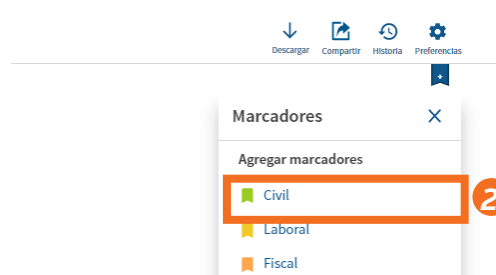 Descargar Compartir Historia Preferencias
+
Marcadores
Agregar marcadores
Civil
2
Laboral
Fiscal